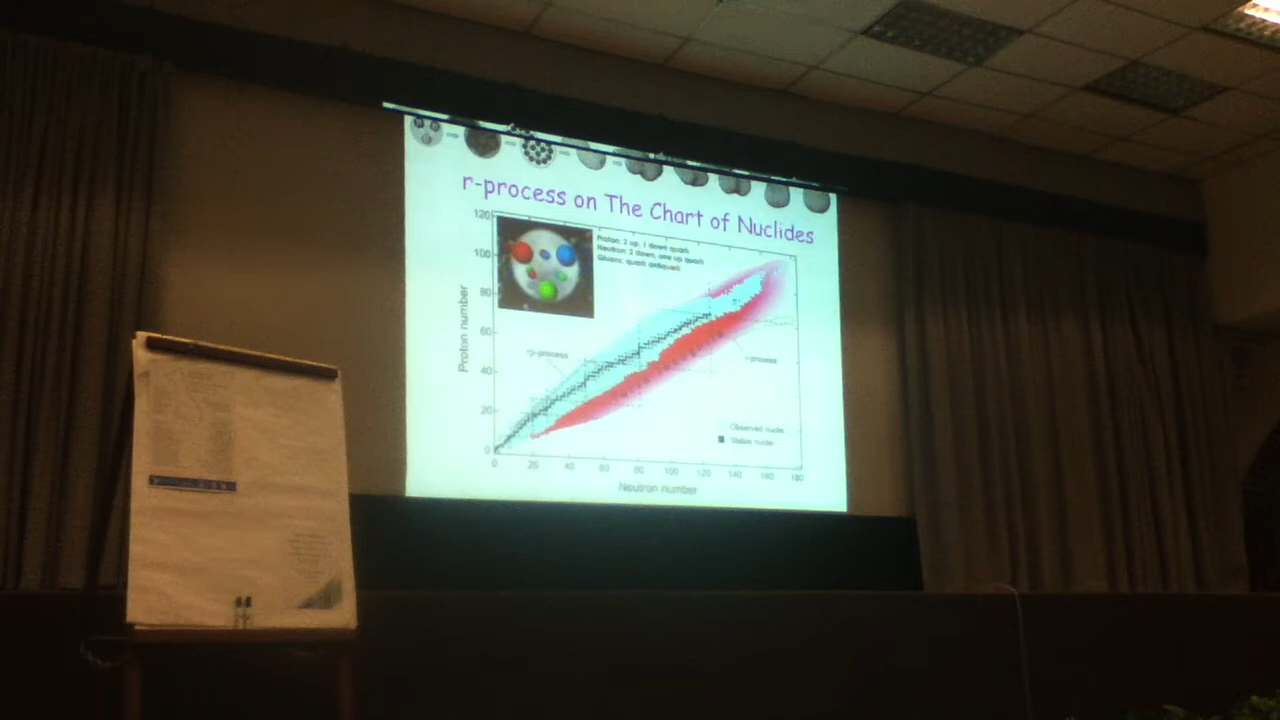 r-process on The Chart of Nuclides
Proton: 2 up, 1 down quark
Neutron: 2 down, one up quark
Gluons: quark antiquark
120
100
80
60
40
20
0
Proton number
rp-process
r-process
Observed nuclei
Stable nuclei
0 20 40 60 80 100 120 140 160 180
Neutron number